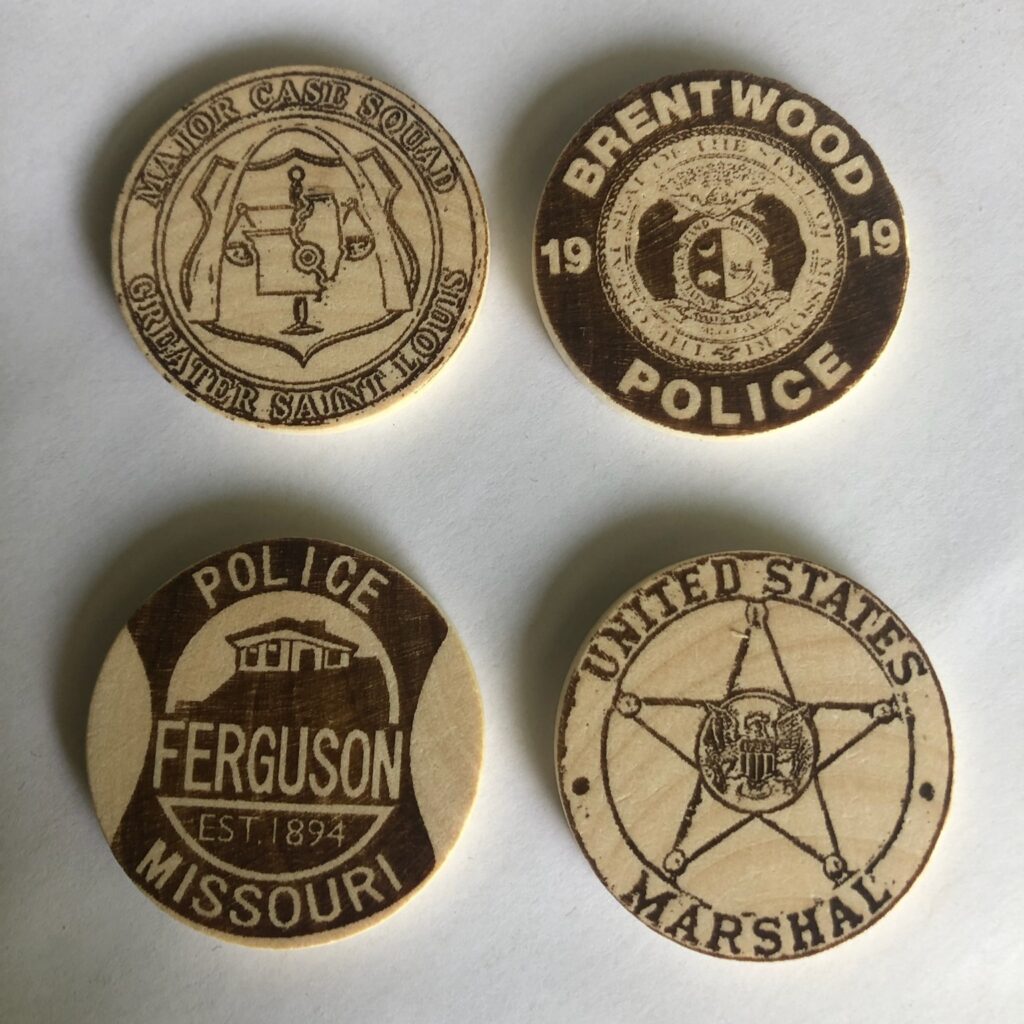 MAJOR CASE SQUAD
GREATER SAINT LOUIS
BRENTWOOD
19 19
POLICE
POLICE
FERGUSON
EST. 1894
MISSOURI
UNITED STATES
MARSHAL